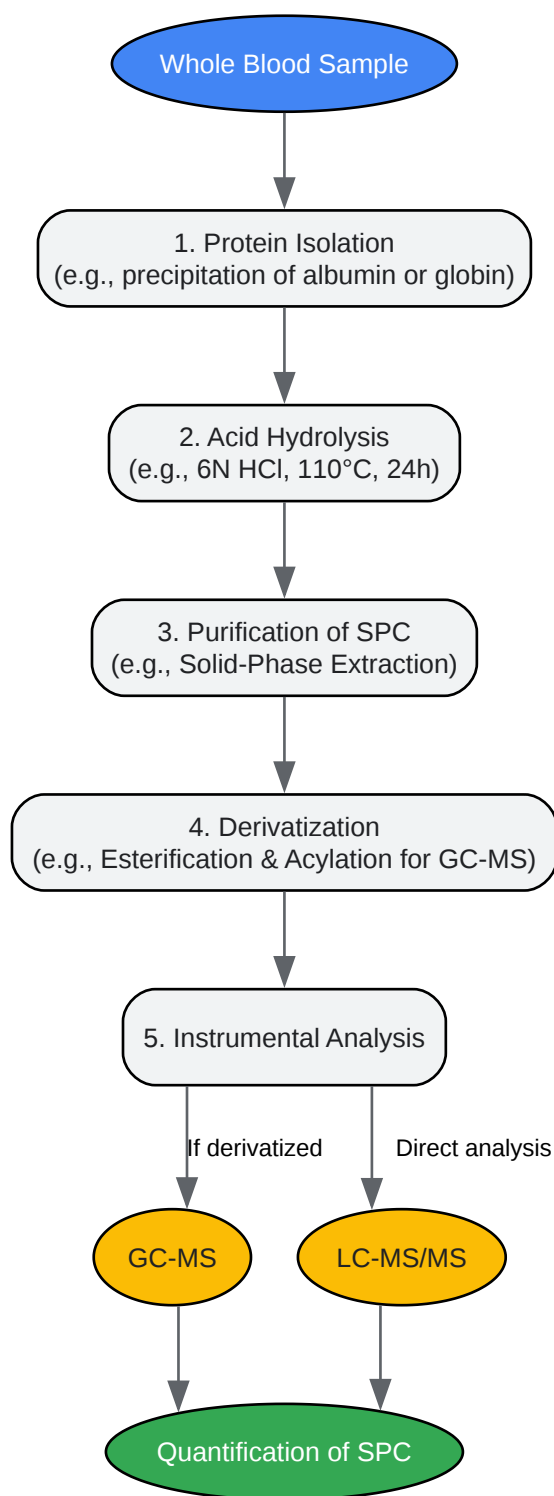 Whole Blood Sample
1. Protein Isolation
(e.g., precipitation of albumin or globin)
2. Acid Hydrolysis
(e.g., 6N HCl, 110°C, 24h)
3. Purification of SPC
(e.g., Solid-Phase Extraction)
4. Derivatization
(e.g., Esterification & Acylation for GC-MS)
5. Instrumental Analysis
If derivatized
Direct analysis
GC-MS
LC-MS/MS
Quantification of SPC